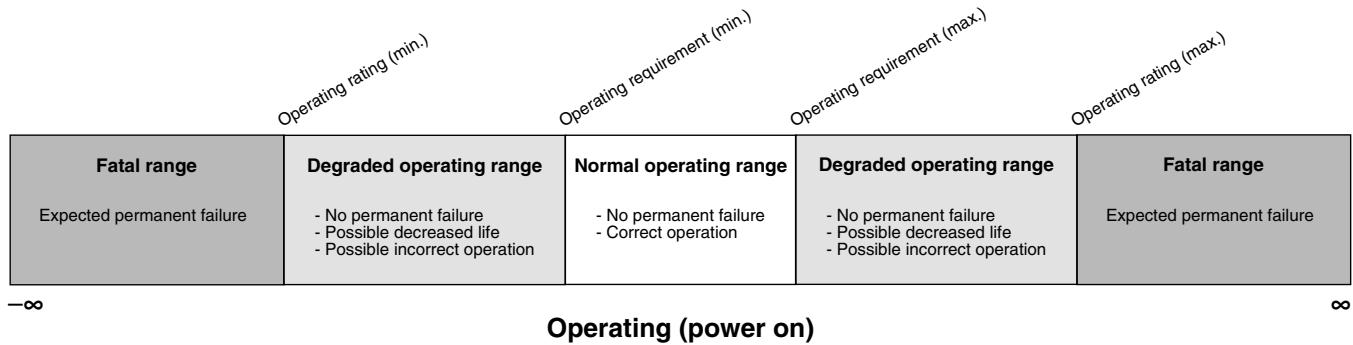 Operating rating (min.)
Operating requirement (min.)
Operating requirement (max.)
Operating rating (max.)
Fatal range
Expected permanent failure
Degraded operating range
- No permanent failure
- Possible decreased life
- Possible incorrect operation
Normal operating range
- No permanent failure
- Correct operation
Degraded operating range
- No permanent failure
- Possible decreased life
- Possible incorrect operation
Fatal range
Expected permanent failure
–∞
∞
Operating (power on)